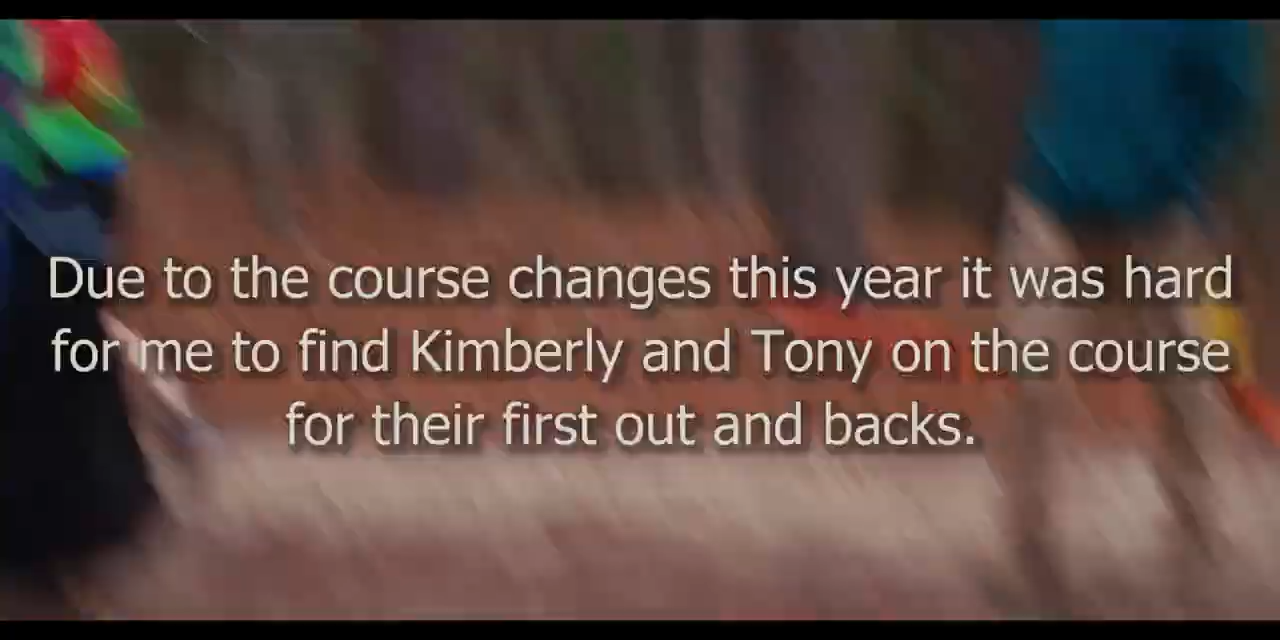 Due to the course changes this year it was hard
for me to find Kimberly and Tony on the course
for their first out and backs.